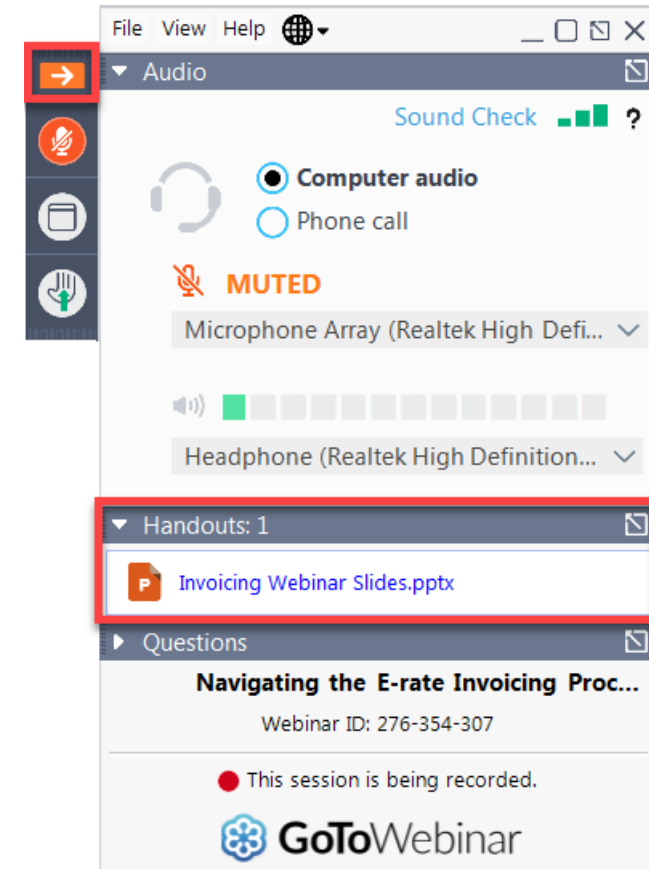 File View Help
Audio
Sound Check ?
Computer audio
Phone call
MUTED
Microphone Array (Realtek High Defi...
Headphone (Realtek High Definition...
Handouts: 1
P Invoicing Webinar Slides.pptx
Questions
Navigating the E-rate Invoicing Proc...
Webinar ID: 276-354-307
This session is being recorded.
GoToWebinar